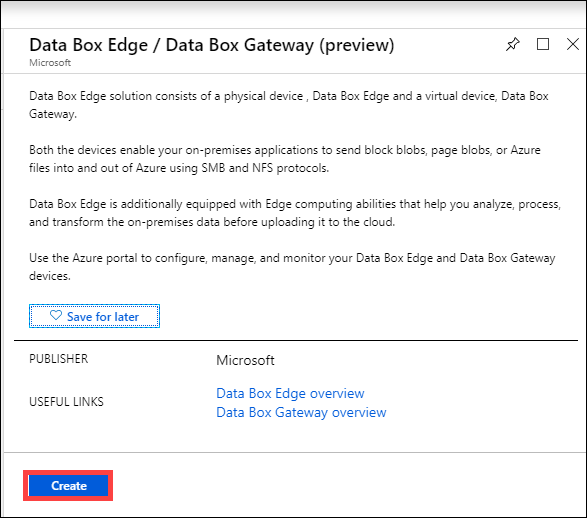 Data Box Edge / Data Box Gateway (preview)
Microsoft
Data Box Edge solution consists of a physical device , Data Box Edge and a virtual device, Data Box
Gateway.
Both the devices enable your on-premises applications to send block blobs, page blobs, or Azure
files into and out of Azure using SMB and NFS protocols.
Data Box Edge is additionally equipped with Edge computing abilities that help you analyze, process,
and transform the on-premises data before uploading it to the cloud.
Use the Azure portal to configure, manage, and monitor your Data Box Edge and Data Box Gateway
devices.
Save for later
PUBLISHER Microsoft
USEFUL LINKS Data Box Edge overview
Data Box Gateway overview
Create